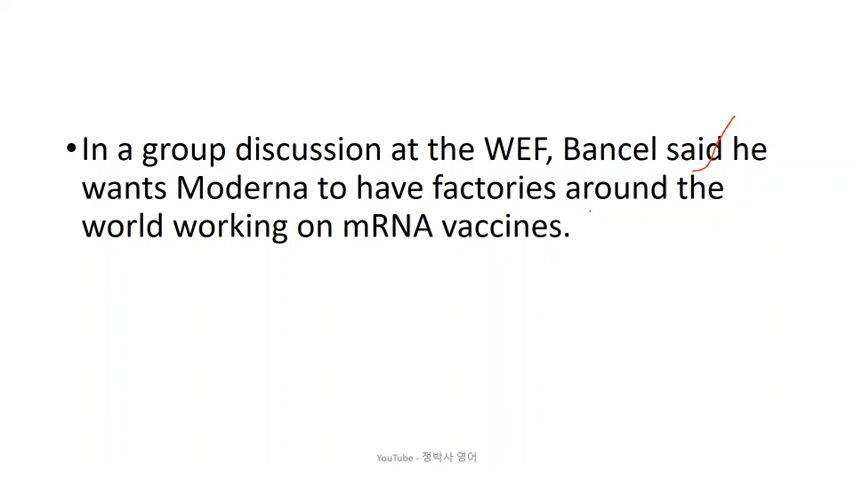 •In a group discussion at the WEF, Bancel said he
wants Moderna to have factories around the
world working on mRNA vaccines.
YouTube - 정박사 영어